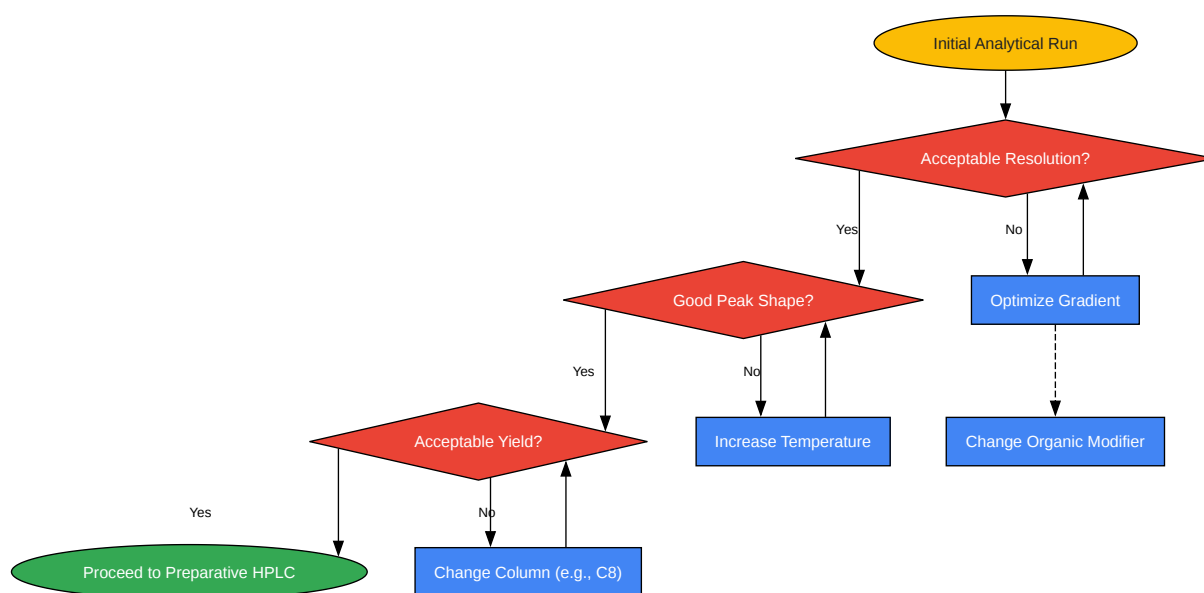 Initial Analytical Run
Acceptable Resolution?
Yes
No
Good Peak Shape?
Optimize Gradient
Yes
No
Acceptable Yield?
Increase Temperature
Change Organic Modifier
Yes
No
Proceed to Preparative HPLC
Change Column (e.g., C8)